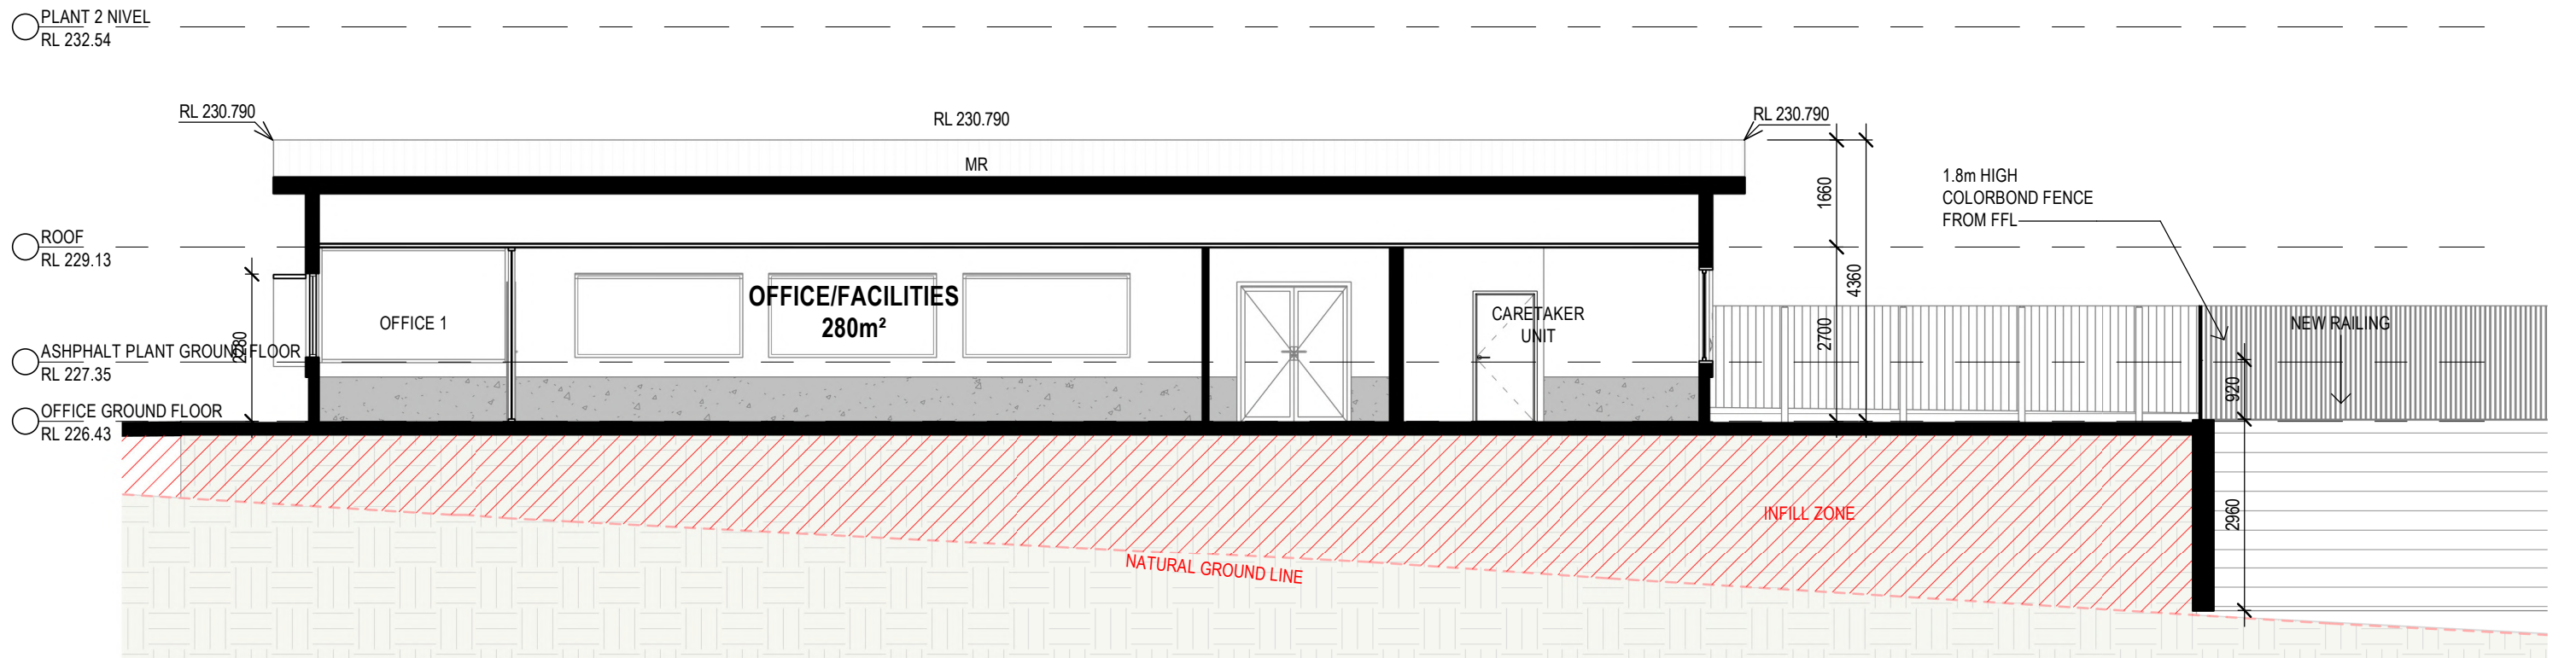 PLANT 2 NIVEL
RL 232.54
RL 230.790
RL 230.790
RL 230.790
MR
1660
4360
1.8m HIGH
COLORBOND FENCE
FROM FFL
ROOF
RL 229.13
2280
OFFICE 1
OFFICE/FACILITIES
280m²
CARETAKER
UNIT
2700
NEW RAILING
920
ASHPHALT PLANT GROUND FLOOR
RL 227.35
OFFICE GROUND FLOOR
RL 226.43
INFILL ZONE
2960
NATURAL GROUND LINE